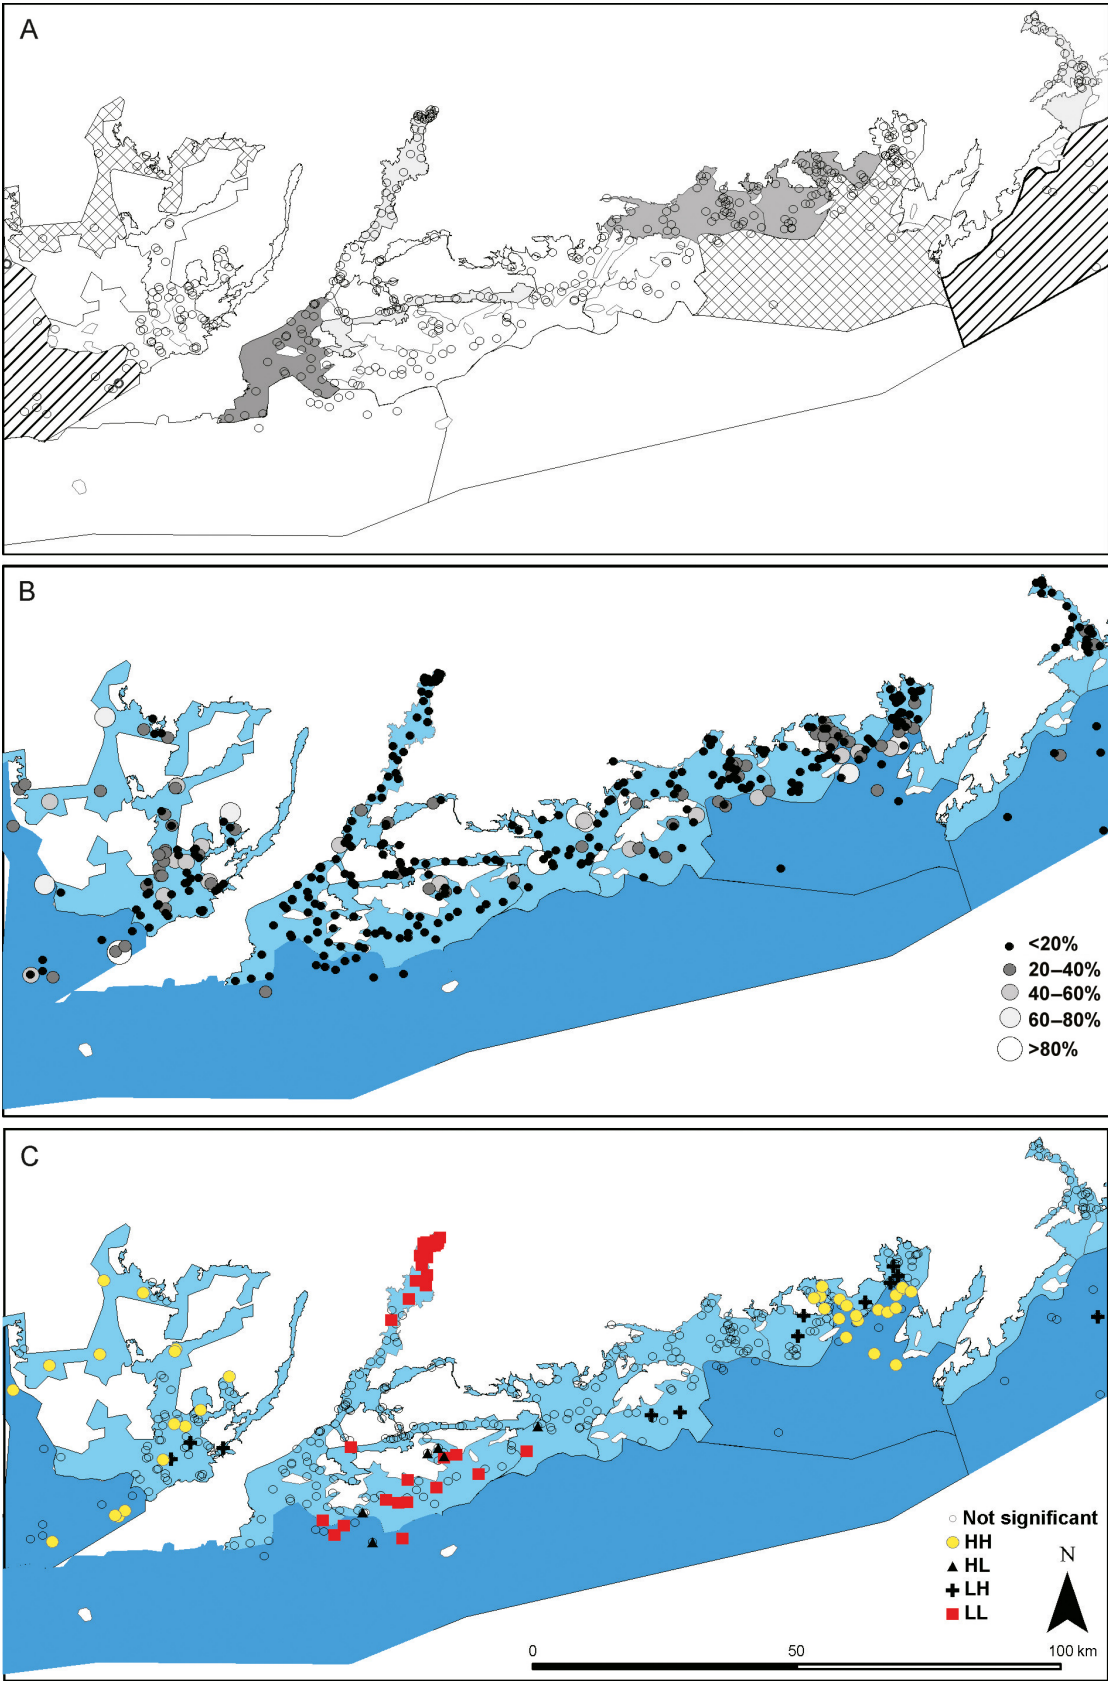 A
B
<20%
20–40%
40–60%
60–80%
>80%
C
Not significant
HH
HL
LH
LL
N
0 50 100 km